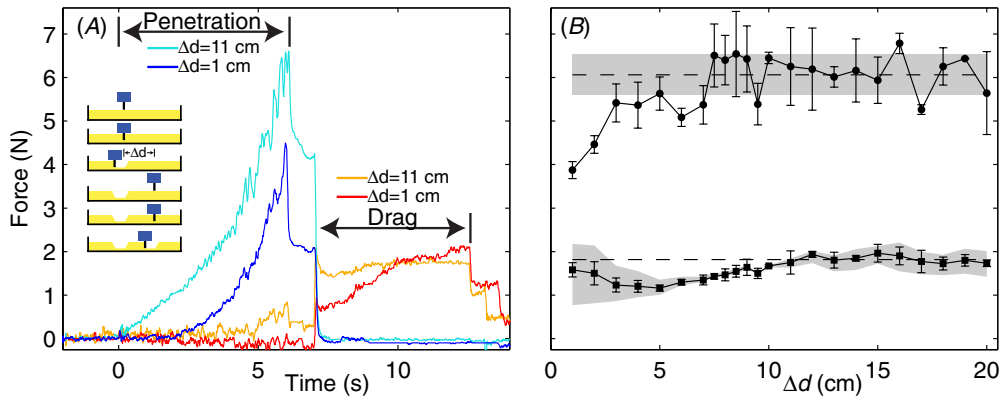 (A)
Penetration
Δd=11 cm
Δd=1 cm
Δd
Δd=11 cm
Δd=1 cm
Drag
Force (N)
7
6
5
4
3
2
1
0
0
5
10
Time (s)
(B)
0
5
10
15
20
Δd (cm)